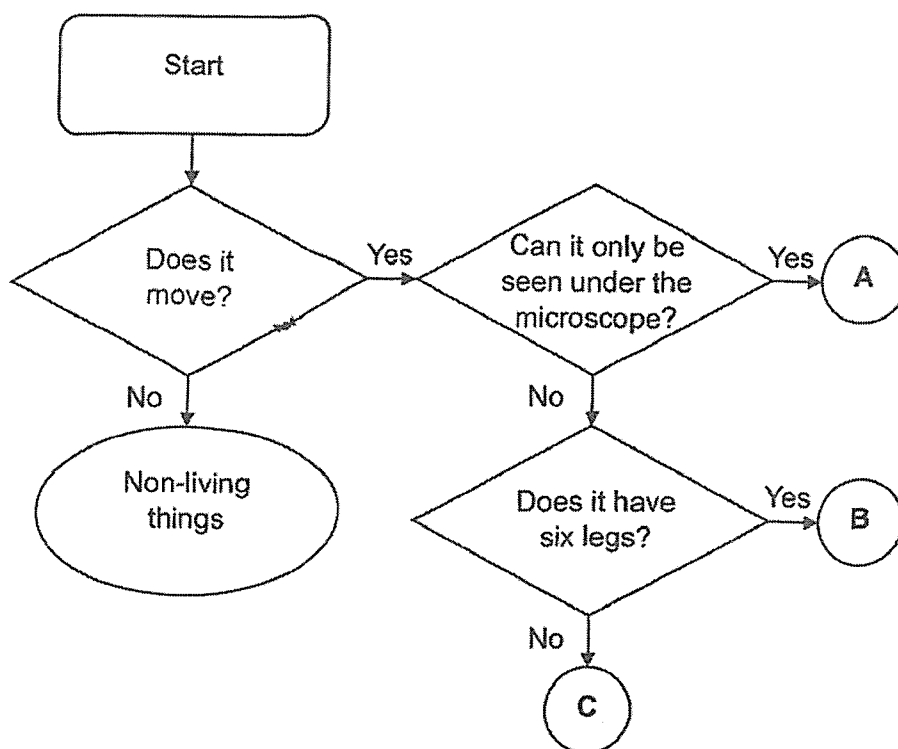 Start
Does it
move?
Yes
No
Non-living
things
Can it only be
seen under the
microscope?
Yes
A
No
Does it have
six legs?
Yes
B
No
C